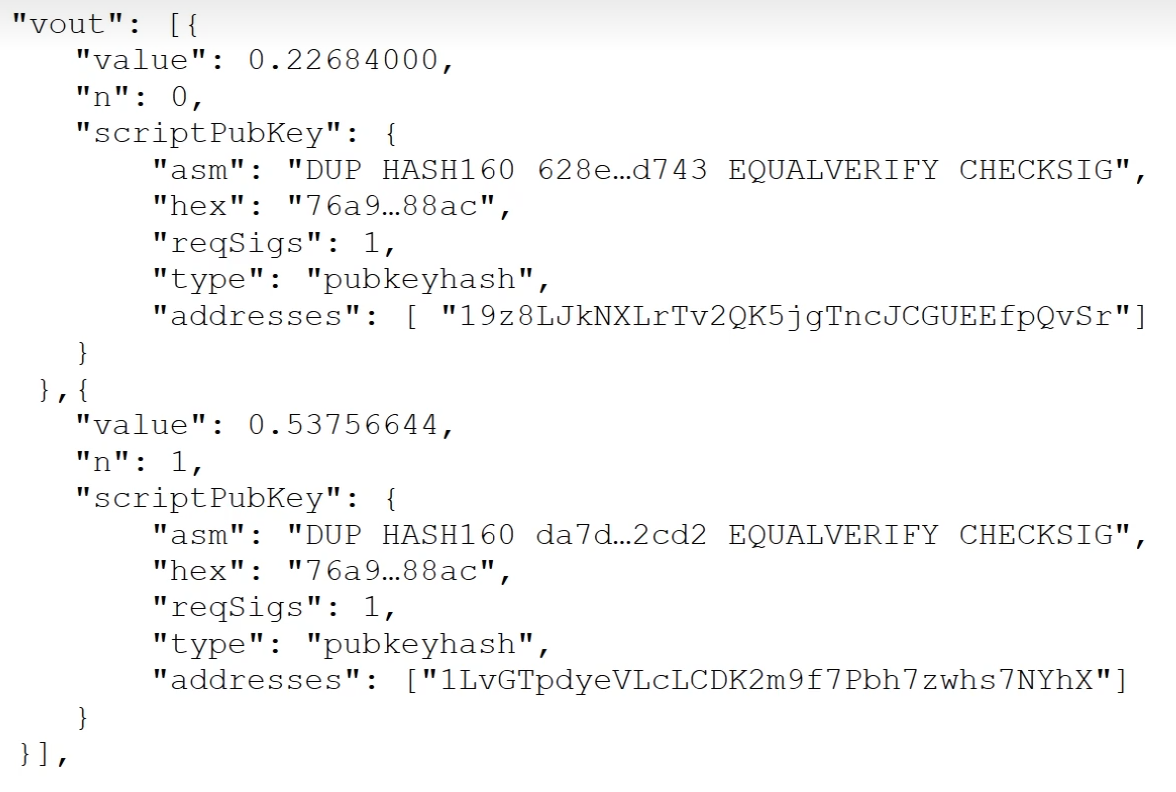 "vout": [{
"value": 0.22684000,
"n": 0,
"scriptPubKey": {
"asm": "DUP HASH160 628e…d743 EQUALVERIFY CHECKSIG",
"hex": "76a9…88ac",
"reqSigs": 1,
"type": "pubkeyhash",
"addresses": [ "19z8LJkNXLrTv2QK5jgTncJCGUEEfpQvSr"]
}
},{
"value": 0.53756644,
"n": 1,
"scriptPubKey": {
"asm": "DUP HASH160 da7d…2cd2 EQUALVERIFY CHECKSIG",
"hex": "76a9…88ac",
"reqSigs": 1,
"type": "pubkeyhash",
"addresses": ["1LvGTpdyeVLcLCDK2m9f7Pbh7zwhs7NYhX"]
}
}],